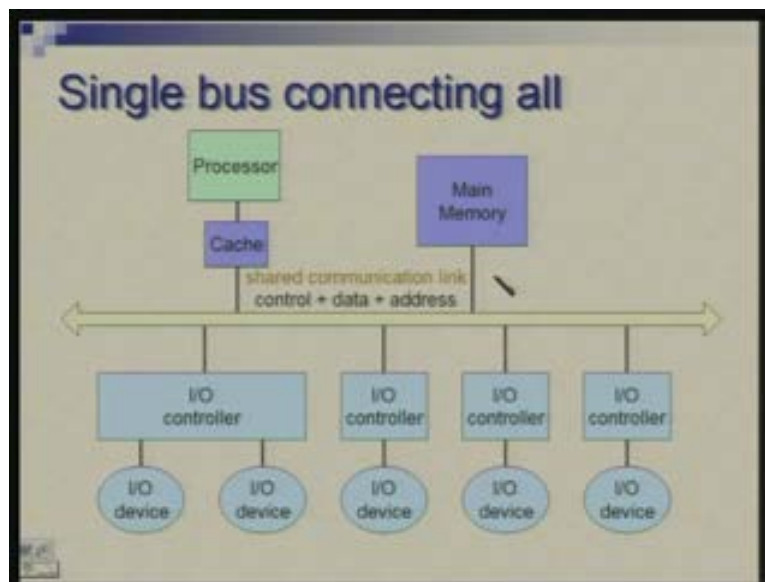 Single bus connecting all
Processor
Main
Memory
Cache
shared communication link
control + data + address
I/O
controller
I/O
controller
I/O
controller
I/O
controller
I/O
device
I/O
device
I/O
device
I/O
device
I/O
device